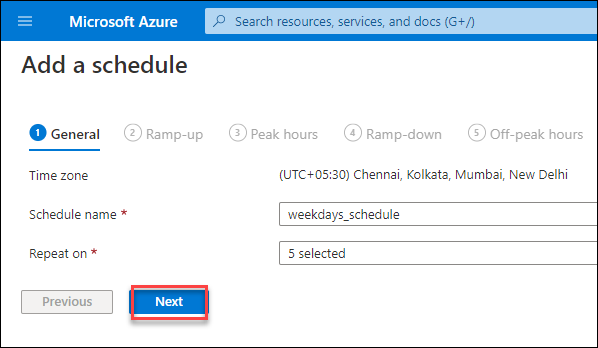 Microsoft Azure
Search resources, services, and docs (G+/)
Add a schedule
1 General 2 Ramp-up 3 Peak hours 4 Ramp-down 5 Off-peak hours
Time zone (UTC+05:30) Chennai, Kolkata, Mumbai, New Delhi
Schedule name * weekdays_schedule
Repeat on * 5 selected
Previous Next